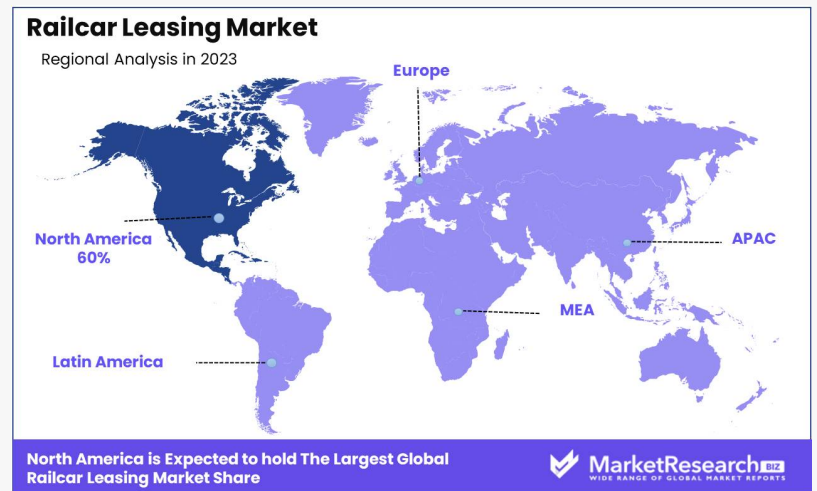 Railcar Leasing Market
Regional Analysis in 2023
Europe
North America
60%
APAC
MEA
Latin America
North America is Expected to hold The Largest Global
Railcar Leasing Market Share
MarketResearch BIZ
WIDE RANGE OF GLOBAL MARKET REPORTS